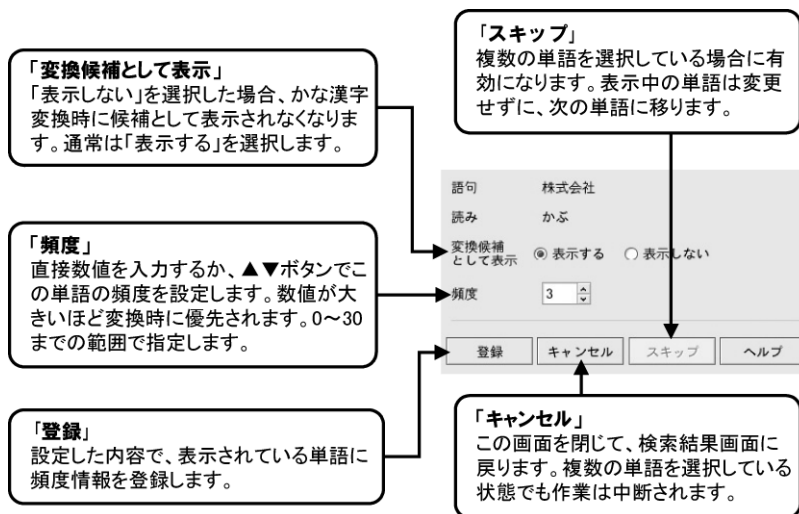 「スキップ」
複数の単語を選択している場合に有
効になります。表示中の単語は変更
せずに、次の単語に移ります。
「変換候補として表示」
「表示しない」を選択した場合、かな漢字
変換時に候補として表示されなくなりま
す。通常は「表示する」を選択します。
「頻度」
直接数値を入力するか、▲▼ボタンでこ
の単語の頻度を設定します。数値が大
きいほど変換時に優先されます。0～30
までの範囲で指定します。
「登録」
設定した内容で、表示されている単語に
頻度情報を登録します。
語句 株式会社
読み かぶ
変換候補
として表示 表示する 表示しない
頻度 3
登録 キャンセル スキップ ヘルプ
「キャンセル」
この画面を閉じて、検索結果画面に
戻ります。複数の単語を選択している
状態でも作業は中断されます。